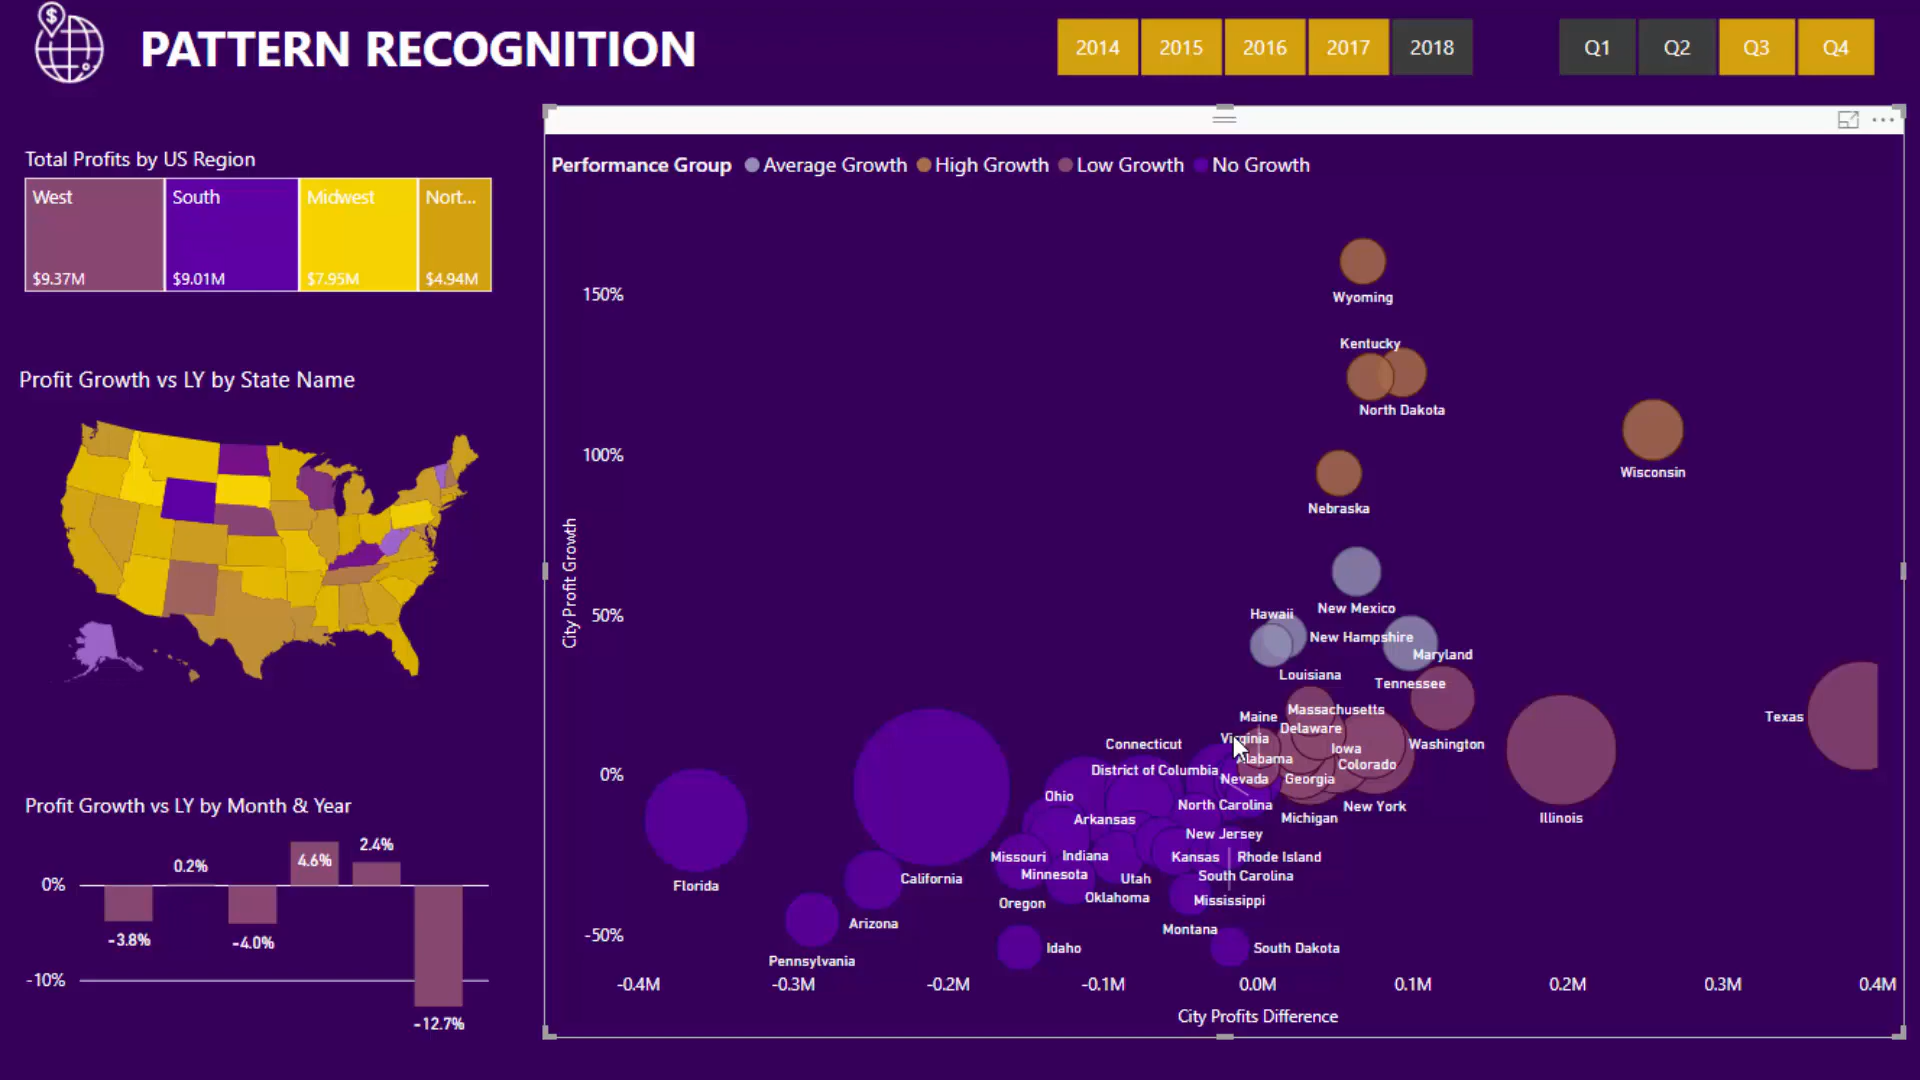 $
PATTERN RECOGNITION
2014 2015 2016 2017 2018 Q1 Q2 Q3 Q4
Total Profits by US Region
West South Midwest Nort...
$9.37M $9.01M $7.95M $4.94M
Profit Growth vs LY by State Name
Profit Growth vs LY by Month & Year
0%
-10%
-3.8%
0.2%
-4.0%
4.6%
2.4%
-12.7%
Performance Group Average Growth High Growth Low Growth No Growth
City Profit Growth
150%
100%
50%
0%
-50%
Wyoming
Kentucky
North Dakota
Wisconsin
Nebraska
New Mexico
Hawaii
New Hampshire
Maryland
Louisiana
Tennessee
Massachusetts
Maine
Texas
Delaware
Virginia
Connecticut
Washington
Iowa
Alabama
Colorado
District of Columbia
Nevada
Georgia
Ohio
North Carolina
New York
Arkansas
Michigan
Illinois
New Jersey
Missouri
Indiana
Kansas
Rhode Island
Minnesota
South Carolina
Utah
California
Florida
Oklahoma
Mississippi
Oregon
Arizona
Montana
Idaho
South Dakota
Pennsylvania
-0.4M -0.3M -0.2M -0.1M 0.0M 0.1M 0.2M 0.3M 0.4M
City Profits Difference